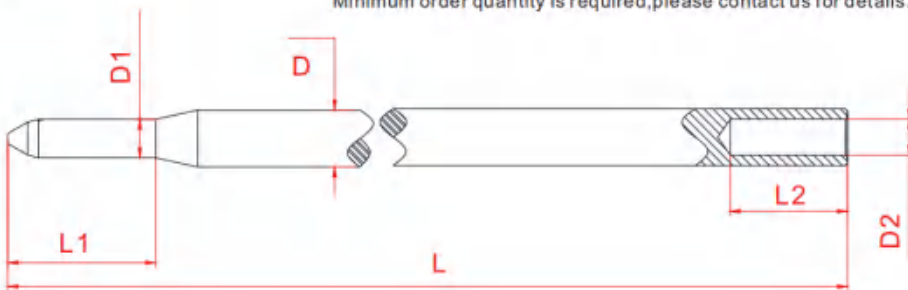 Minimum order quantity is required,please contact us for details.
D1
D
L1
L
L2
D2